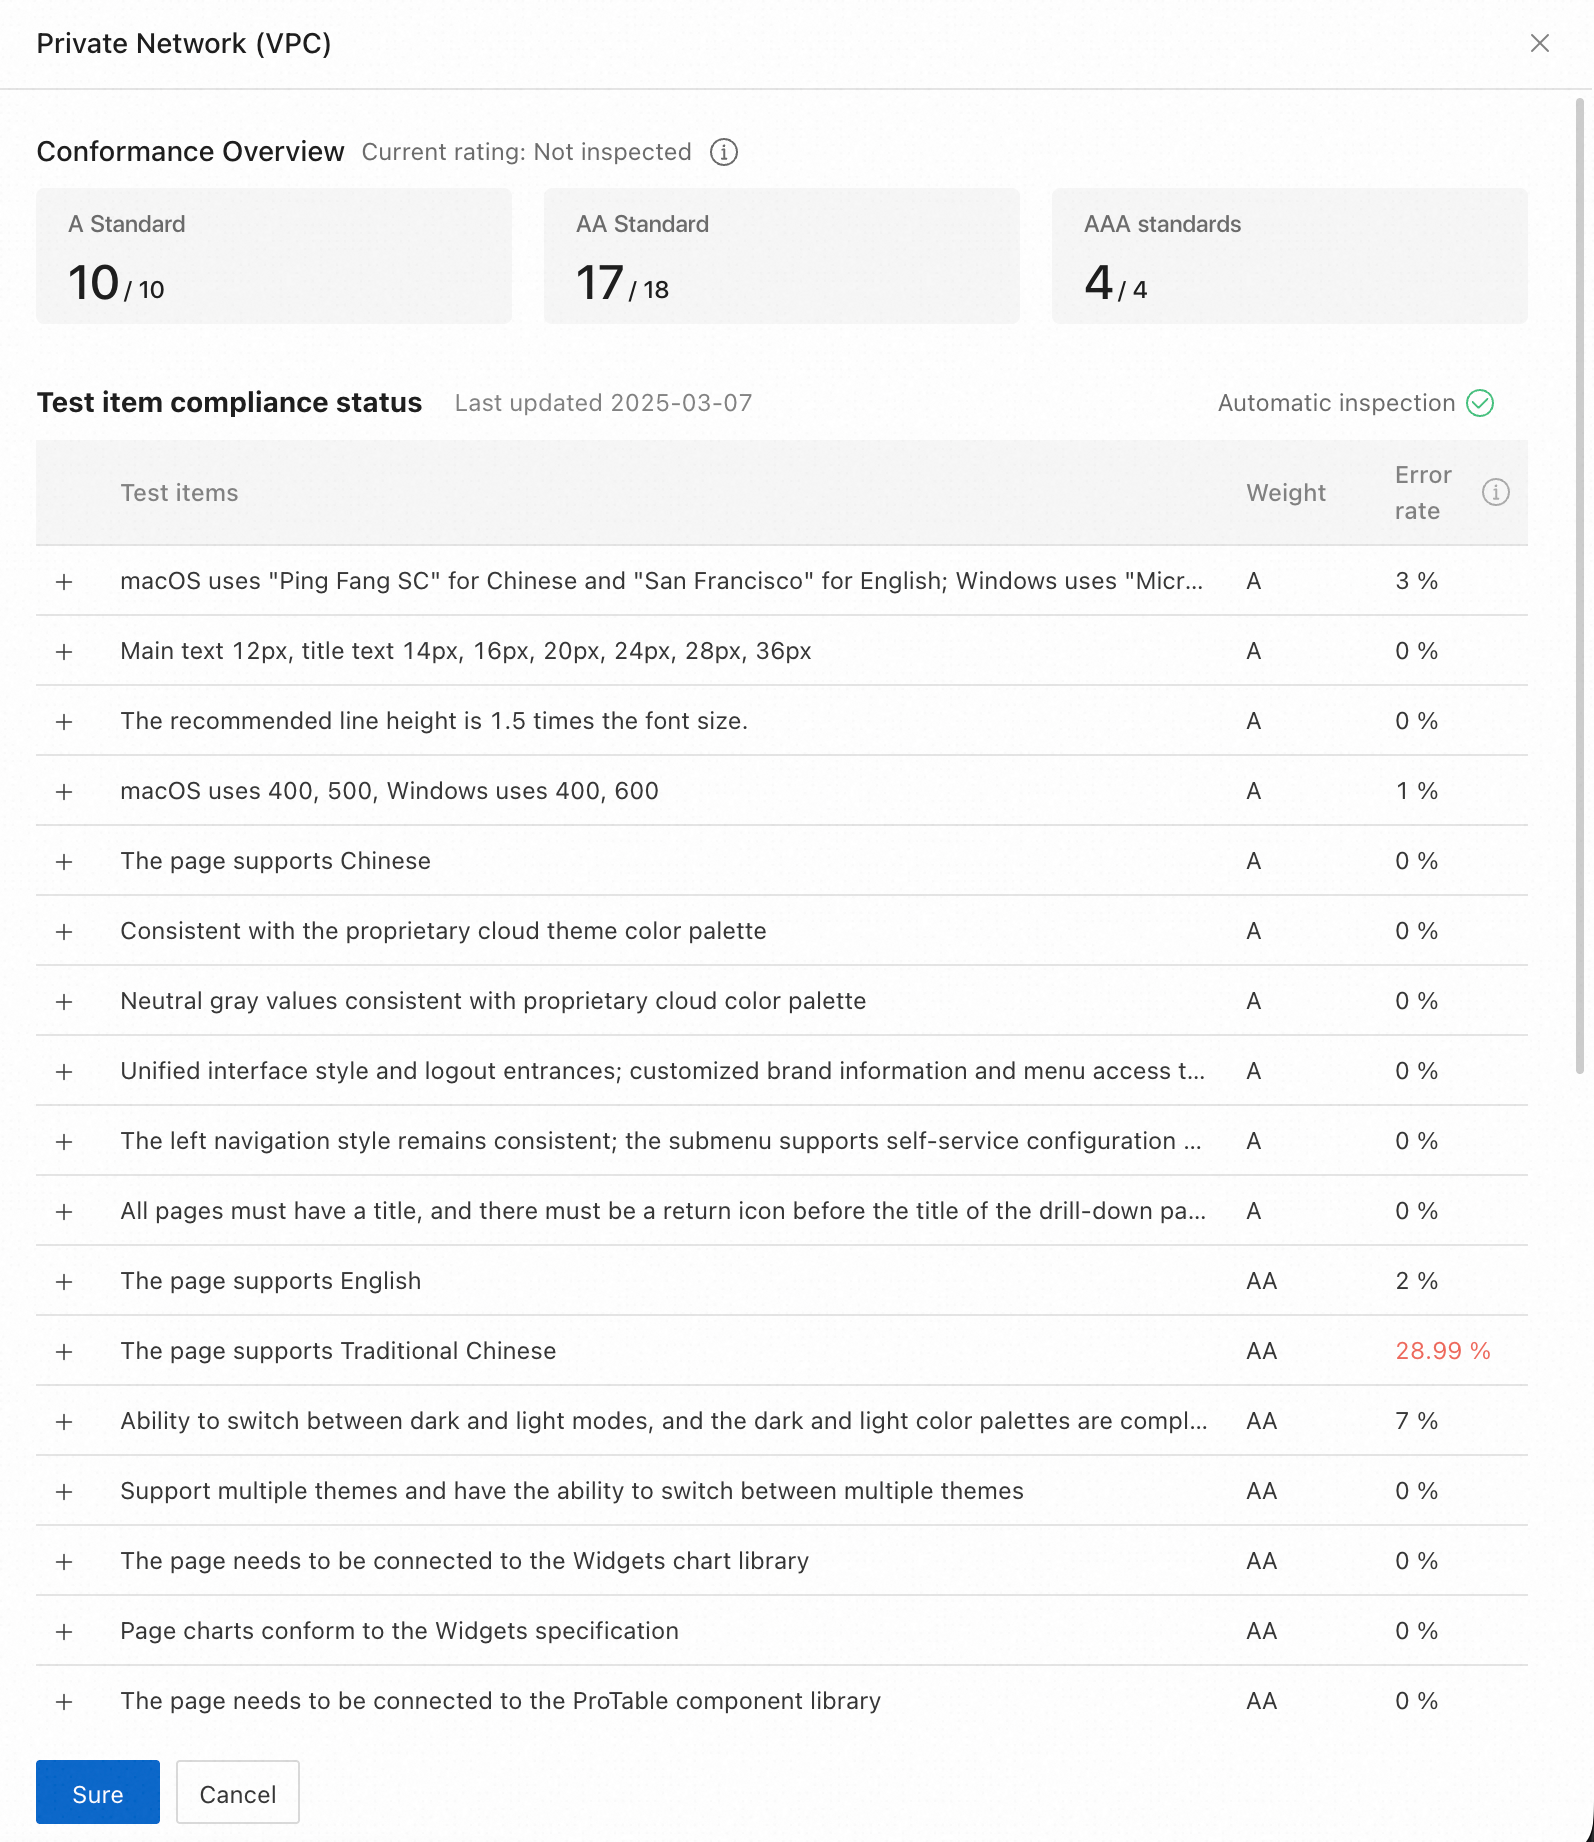 Private Network (VPC)
Conformance Overview Current rating: Not inspected
A Standard
10 / 10
AA Standard
17 / 18
AAA standards
4 / 4
Test item compliance status Last updated 2025-03-07 Automatic inspection
Test items Weight Error rate
macOS uses "Ping Fang SC" for Chinese and "San Francisco" for English; Windows uses "Micr... A 3 %
Main text 12px, title text 14px, 16px, 20px, 24px, 28px, 36px A 0 %
The recommended line height is 1.5 times the font size. A 0 %
macOS uses 400, 500, Windows uses 400, 600 A 1 %
The page supports Chinese A 0 %
Consistent with the proprietary cloud theme color palette A 0 %
Neutral gray values consistent with proprietary cloud color palette A 0 %
Unified interface style and logout entrances; customized brand information and menu access t... A 0 %
The left navigation style remains consistent; the submenu supports self-service configuration ... A 0 %
All pages must have a title, and there must be a return icon before the title of the drill-down pa... A 0 %
The page supports English AA 2 %
The page supports Traditional Chinese AA 28.99 %
Ability to switch between dark and light modes, and the dark and light color palettes are compl... AA 7 %
Support multiple themes and have the ability to switch between multiple themes AA 0 %
The page needs to be connected to the Widgets chart library AA 0 %
Page charts conform to the Widgets specification AA 0 %
The page needs to be connected to the ProTable component library AA 0 %
Sure Cancel